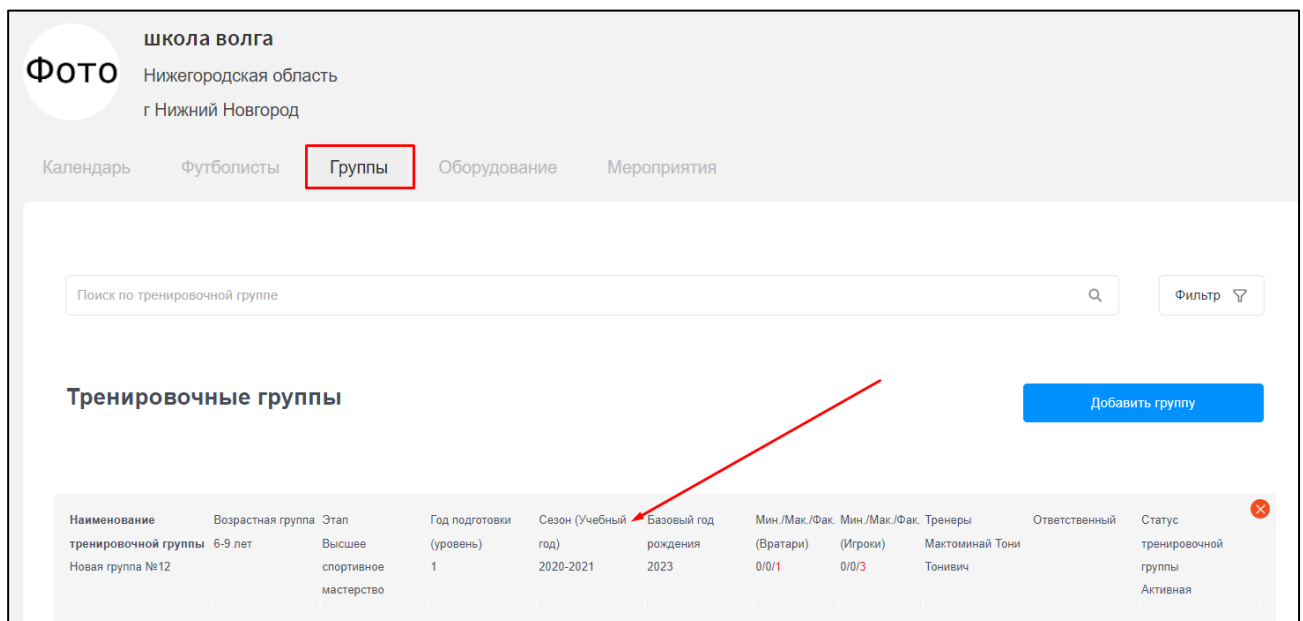 Фото
школа волга
Нижегородская область
г Нижний Новгород
Календарь Футболисты Группы Оборудование Мероприятия
Поиск по тренировочной группе
Фильтр
Тренировочные группы
Добавить группу
Наименование Возрастная группа Этап Год подготовки Сезон (Учебный Базовый год Мин./Мак./Фак. Мин./Мак./Фак. Тренеры Ответственный Статус
тренировочной группы 6-9 лет Высшее (уровень) год) рождения (Вратари) (Игроки) Мактоминай Тони тренировочной
Новая группа №12 спортивное 1 2020-2021 2023 0/0/1 0/0/3 Тонивич группы
мастерство Активная